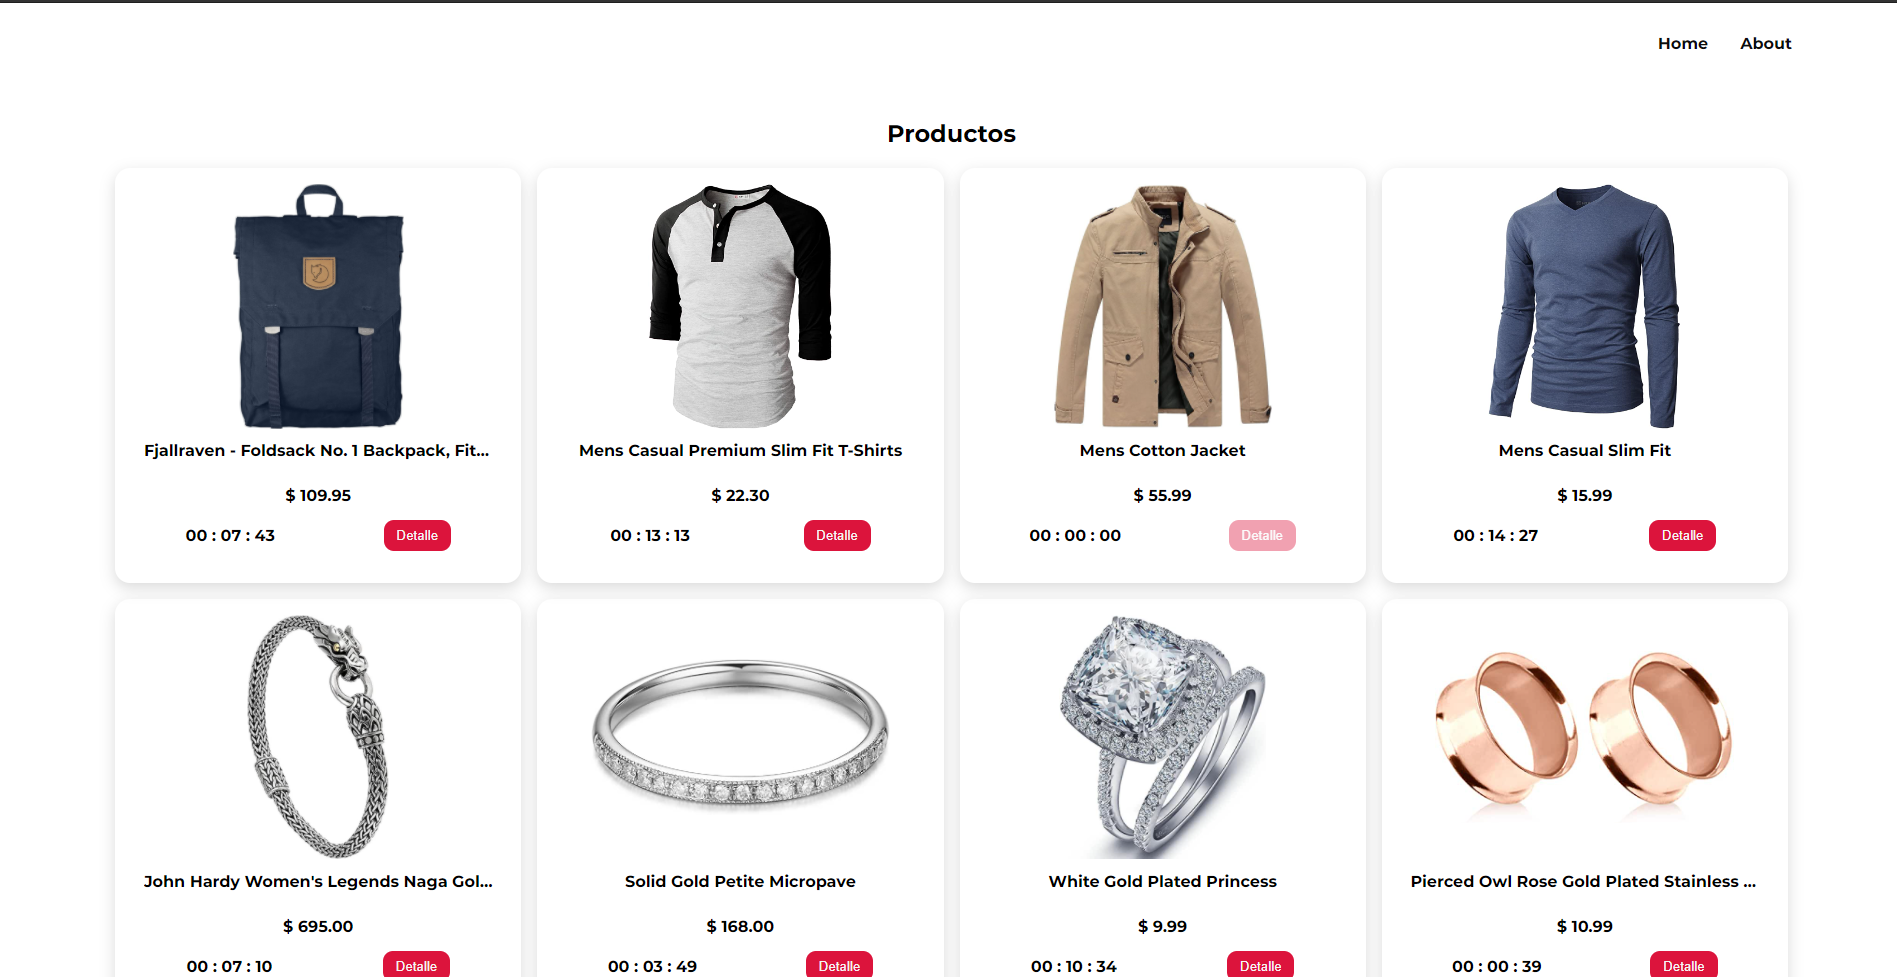 Home About
Productos
Fjallraven - Foldsack No. 1 Backpack, Fit...
$ 109.95
00 : 07 : 43 Detalle
Mens Casual Premium Slim Fit T-Shirts
$ 22.30
00 : 13 : 13 Detalle
Mens Cotton Jacket
$ 55.99
00 : 00 : 00 Detalle
Mens Casual Slim Fit
$ 15.99
00 : 14 : 27 Detalle
John Hardy Women's Legends Naga Gol...
$ 695.00
00 : 07 : 10 Detalle
Solid Gold Petite Micropave
$ 168.00
00 : 03 : 49 Detalle
White Gold Plated Princess
$ 9.99
00 : 10 : 34 Detalle
Pierced Owl Rose Gold Plated Stainless ...
$ 10.99
00 : 00 : 39 Detalle